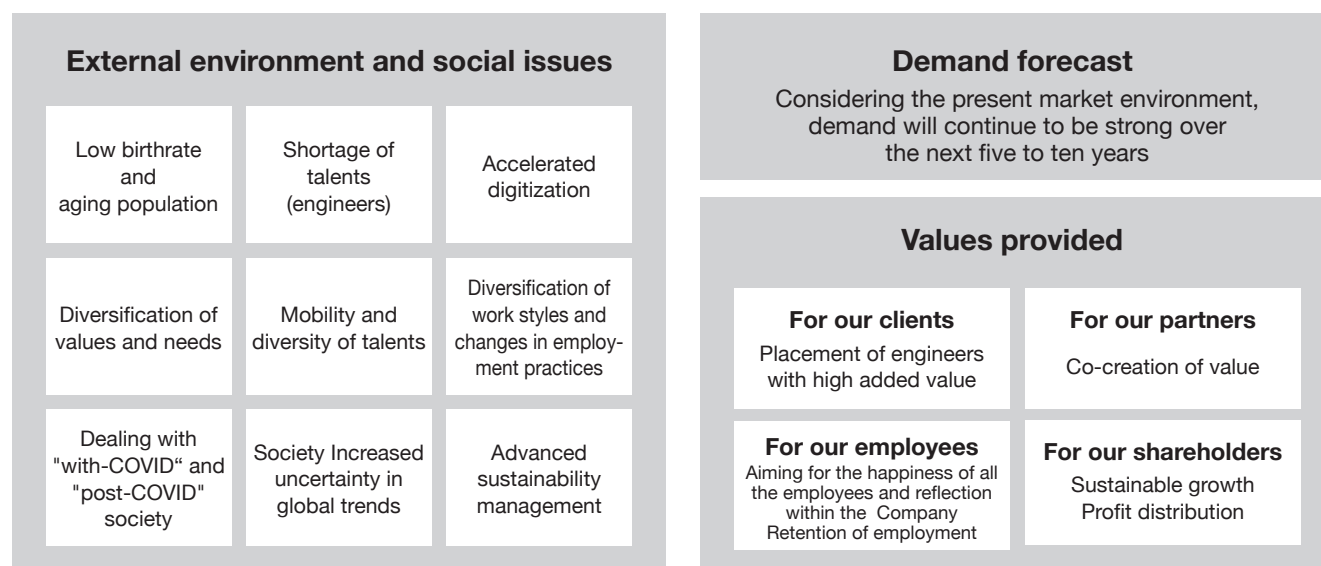 External environment and social issues
Low birthrate
and
aging population
Shortage of
talents
(engineers)
Accelerated
digitization
Diversification of
values and needs
Mobility and
diversity of talents
Diversification of
work styles and
changes in employ-
ment practices
Dealing with
"with-COVID“ and
"post-COVID"
society
Society Increased
uncertainty in
global trends
Advanced
sustainability
management
Demand forecast
Considering the present market environment,
demand will continue to be strong over
the next five to ten years
Values provided
For our clients
Placement of engineers
with high added value
For our partners
Co-creation of value
For our employees
Aiming for the happiness of all
the employees and reflection
within the Company
Retention of employment
For our shareholders
Sustainable growth
Profit distribution